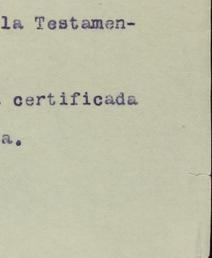 la Testamen-
certificada
a.